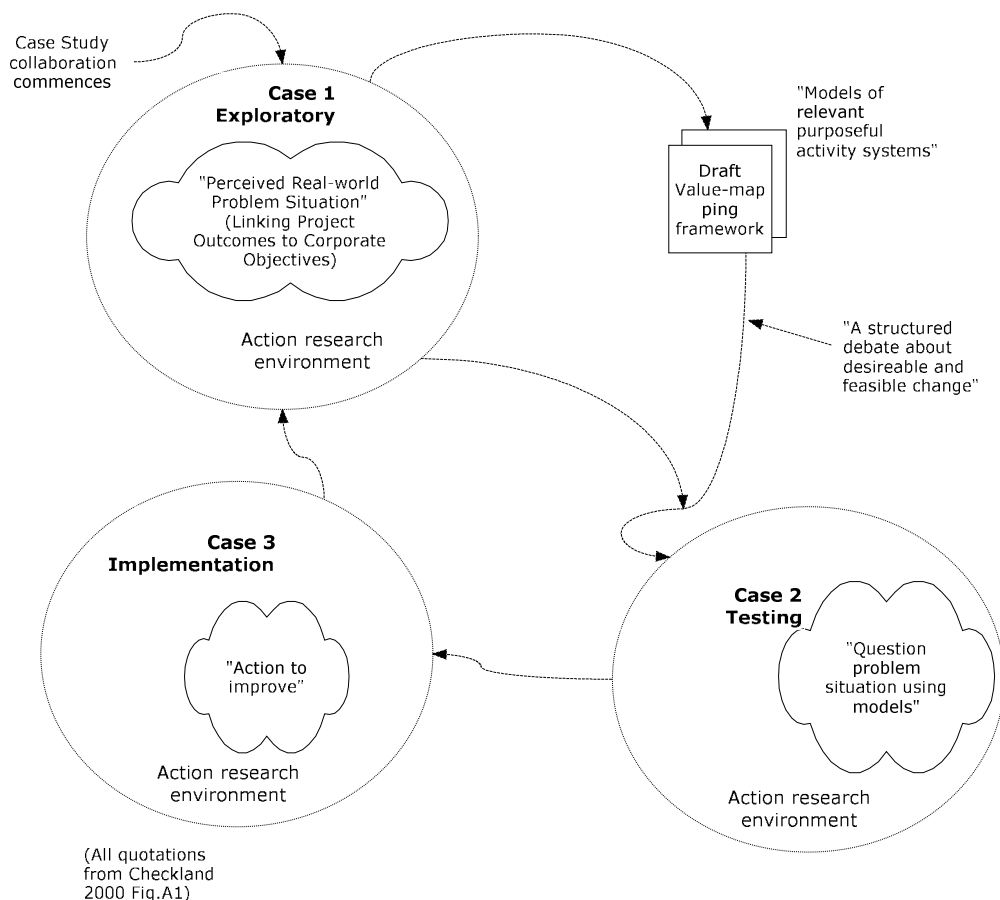 Case Study
collaboration
commences
Case 1
Exploratory
"Perceived Real-world
Problem Situation"
(Linking Project
Outcomes to Corporate
Objectives)
Action research
environment
"Models of
relevant
purposeful
activity systems"
Draft
Value-map
ping
framework
"A structured
debate about
desireable and
feasible change"
Case 2
Testing
"Question
problem
situation using
models"
Action research
environment
Case 3
Implementation
"Action to
improve"
Action research
environment
(All quotations
from Checkland
2000 Fig.A1)